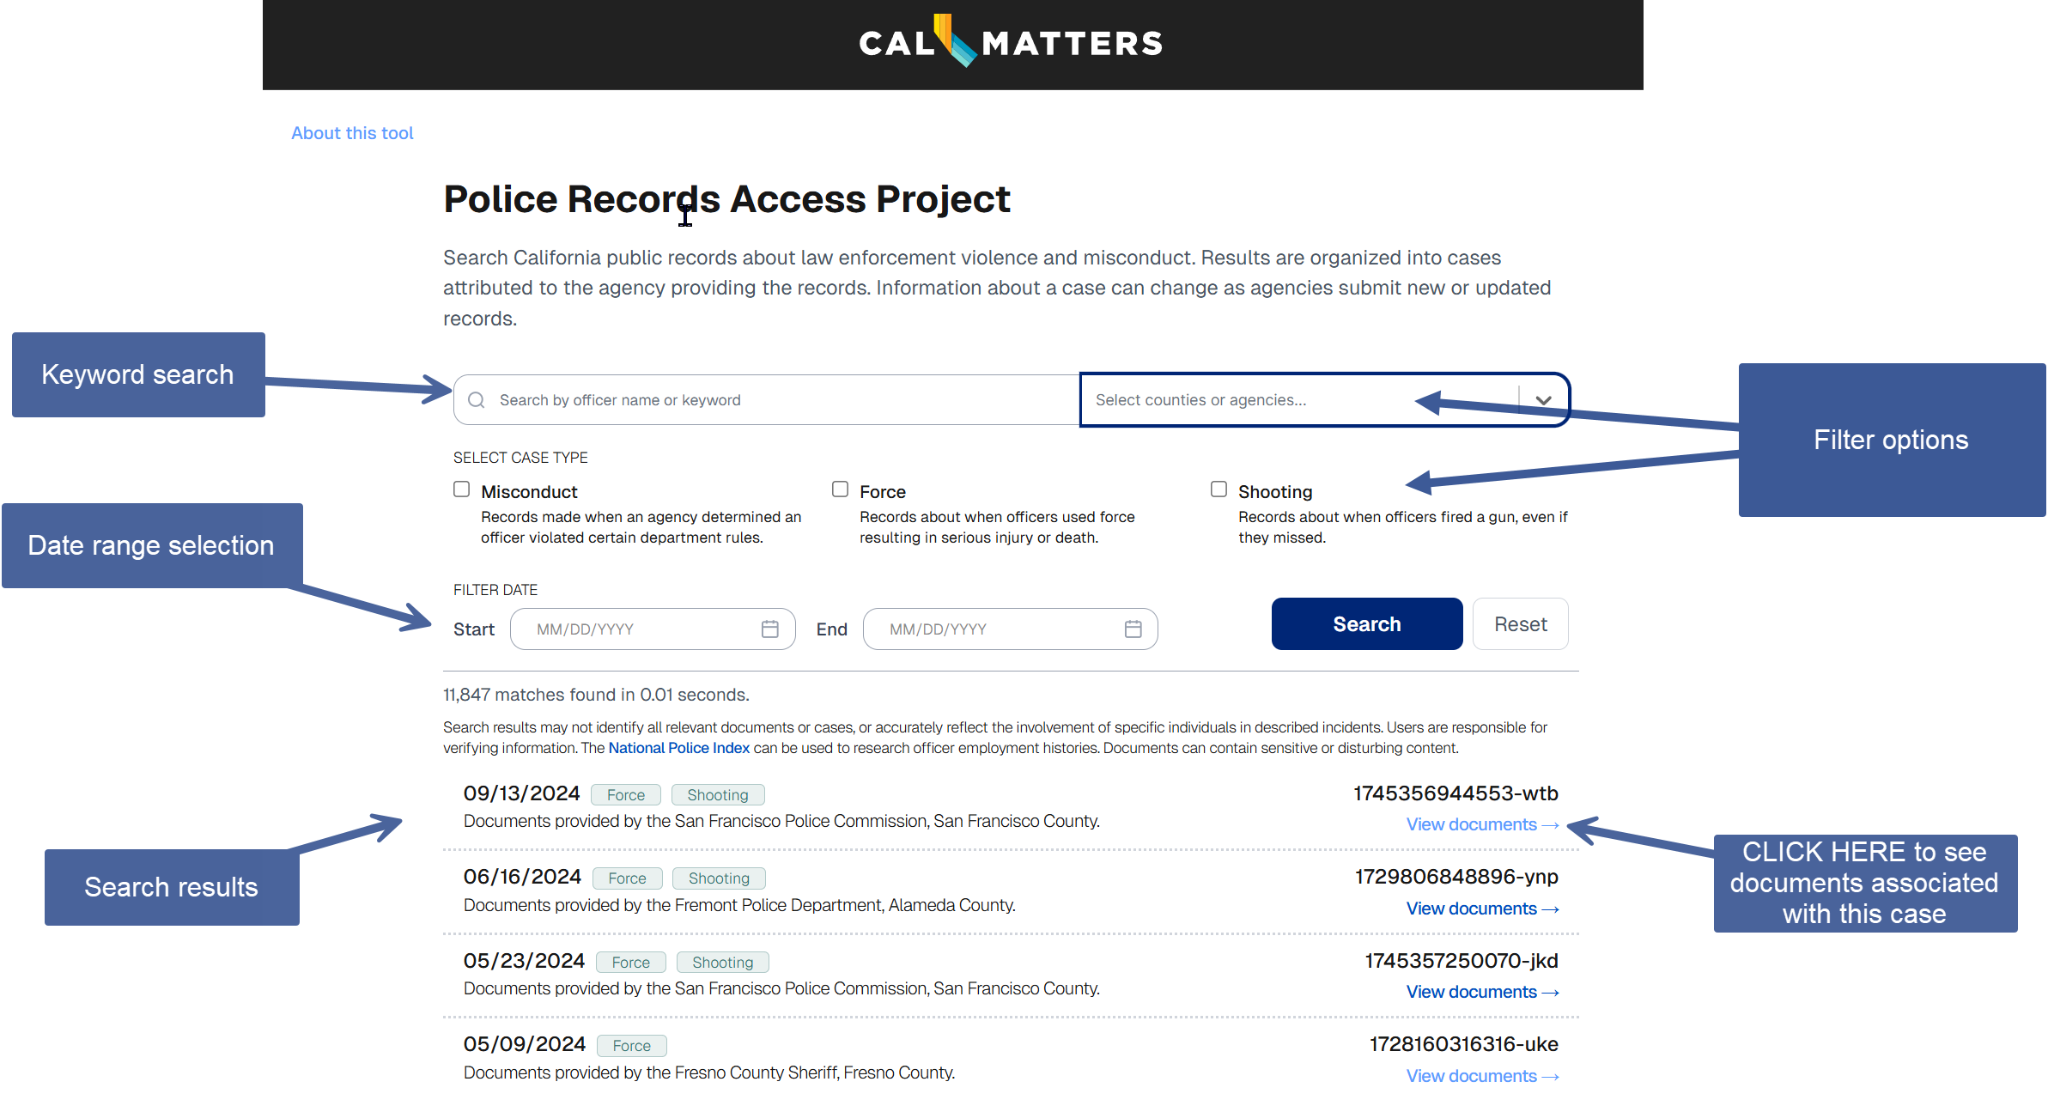 CAL MATTERS
About this tool
Police Records Access Project
Search California public records about law enforcement violence and misconduct. Results are organized into cases
attributed to the agency providing the records. Information about a case can change as agencies submit new or updated
records.
Keyword search
Search by officer name or keyword
Select counties or agencies...
Filter options
SELECT CASE TYPE
Misconduct
Records made when an agency determined an
officer violated certain department rules.
Force
Records about when officers used force
resulting in serious injury or death.
Shooting
Records about when officers fired a gun, even if
they missed.
Date range selection
FILTER DATE
Start
MM/DD/YYYY
End
MM/DD/YYYY
Search
Reset
11,847 matches found in 0.01 seconds.
Search results may not identify all relevant documents or cases, or accurately reflect the involvement of specific individuals in described incidents. Users are responsible for
verifying information. The National Police Index can be used to research officer employment histories. Documents can contain sensitive or disturbing content.
Search results
09/13/2024 Force Shooting 1745356944553-wtb
Documents provided by the San Francisco Police Commission, San Francisco County. View documents →
CLICK HERE to see
documents associated
with this case
06/16/2024 Force Shooting 1729806848896-ynp
Documents provided by the Fremont Police Department, Alameda County. View documents →
05/23/2024 Force Shooting 1745357250070-jkd
Documents provided by the San Francisco Police Commission, San Francisco County. View documents →
05/09/2024 Force 1728160316316-uke
Documents provided by the Fresno County Sheriff, Fresno County. View documents →